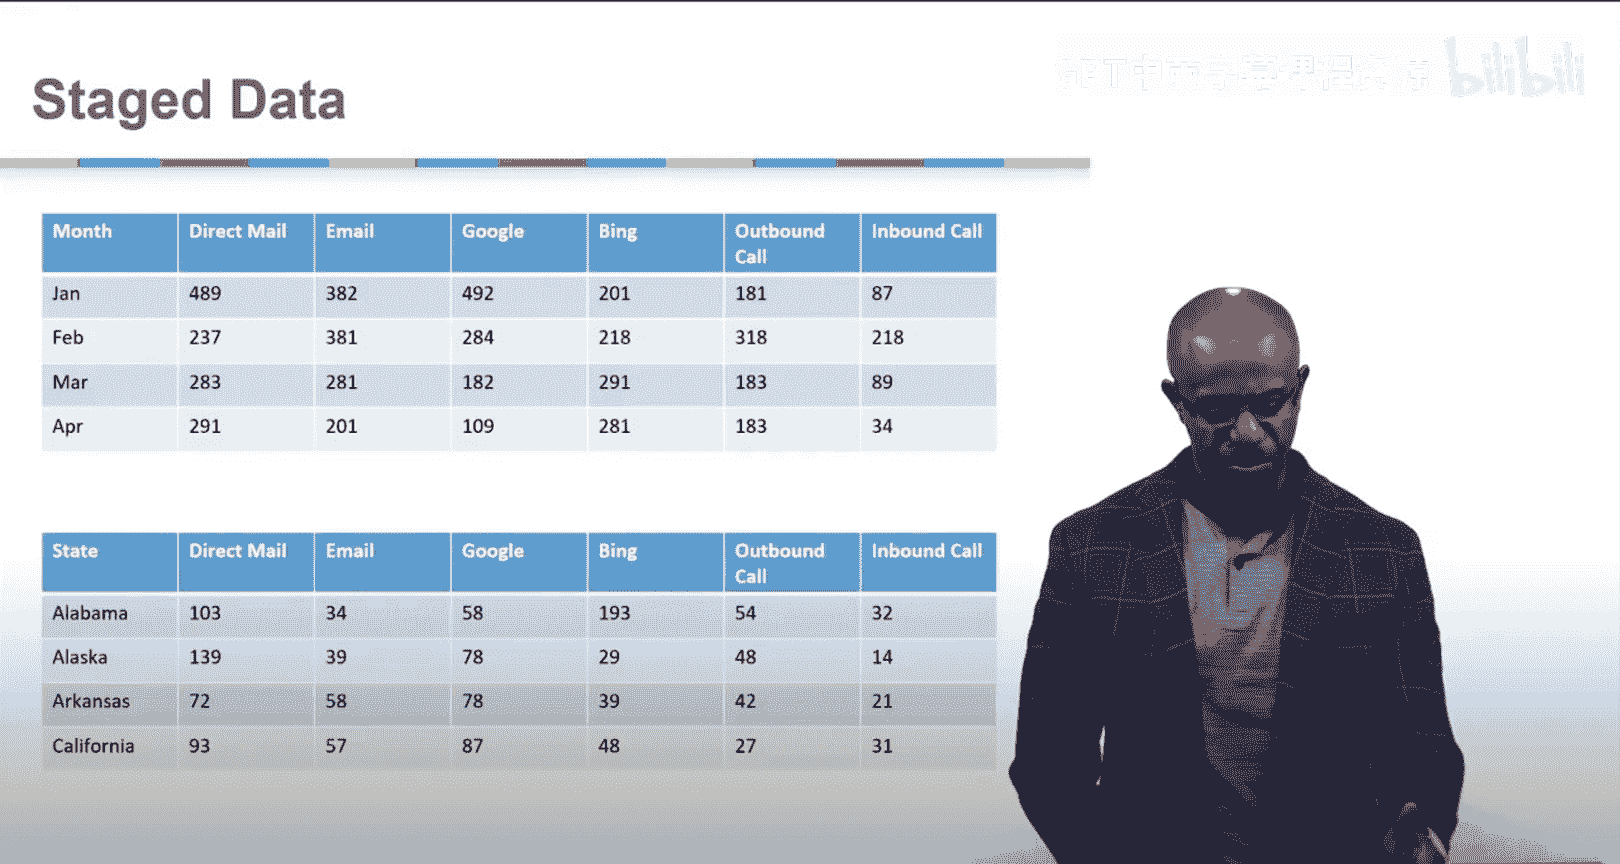 bilibili
Staged Data
Month Direct Mail Email Google Bing Outbound Call Inbound Call
Jan 489 382 492 201 181 87
Feb 237 381 284 218 318 218
Mar 283 281 182 291 183 89
Apr 291 201 109 281 183 34
State Direct Mail Email Google Bing Outbound Call Inbound Call
Alabama 103 34 58 193 54 32
Alaska 139 39 78 29 48 14
Arkansas 72 58 78 39 42 21
California 93 57 87 48 27 31